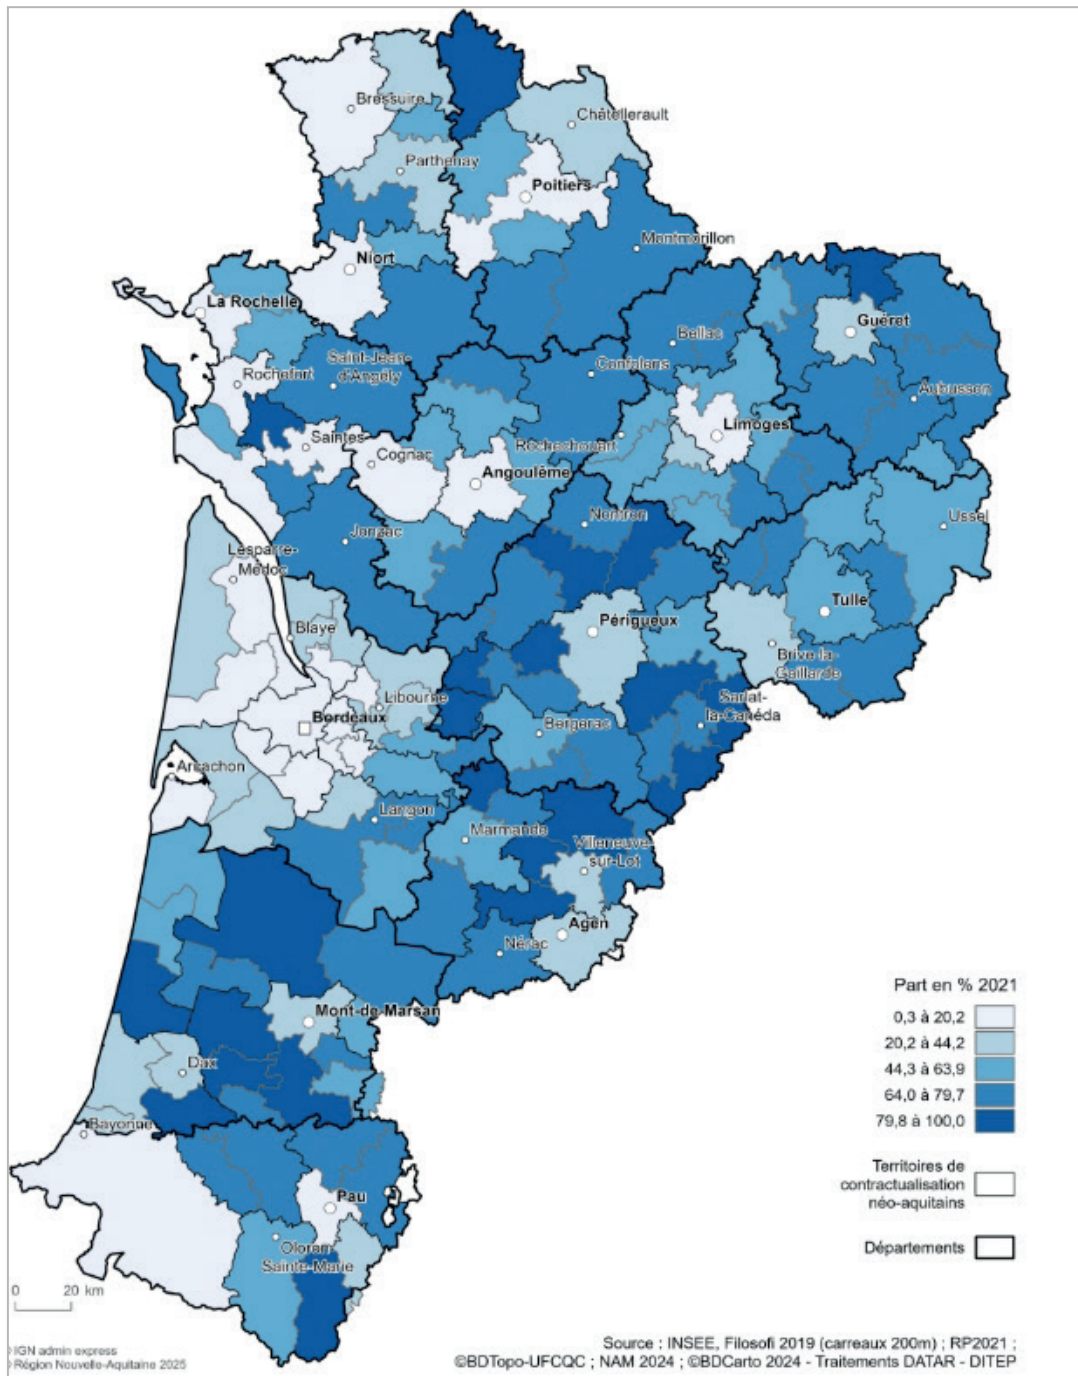 Bressuire
Châtellerault
Parthenay
Poitiers
Montmorillon
Niort
La Rochelle
Guéret
Bellac
Saint-Jean-
d'Angély
Confolens
Rochefort
Aubusson
Limoges
Rochechouart
Saintes
Cognac
Angoulême
Nontron
Ussel
Jonzac
Lesparre-
Médoc
Tulle
Périgueux
Blaye
Brive-la-
Gaillarde
Libourne
Sarlat-
la-Canéda
Bordeaux
Bergerac
Arcachon
Langon
Marmande
Villeneuve-
sur-Lot
Agen
Nérac
Mont-de-Marsan
Dax
Bayonne
Pau
Oloron-
Sainte-Marie
Part en % 2021
0,3 à 20,2
20,2 à 44,2
44,3 à 63,9
64,0 à 79,7
79,8 à 100,0
Territoires de
contractualisation
néo-aquitains
Départements
0 20 km
IGN admin express
Région Nouvelle-Aquitaine 2025
Source : INSEE, Filosofi 2019 (carreaux 200m) ; RP2021 ;
©BDTopo-UFCQC ; NAM 2024 ; ©BDCarto 2024 - Traitements DATAR - DITEP